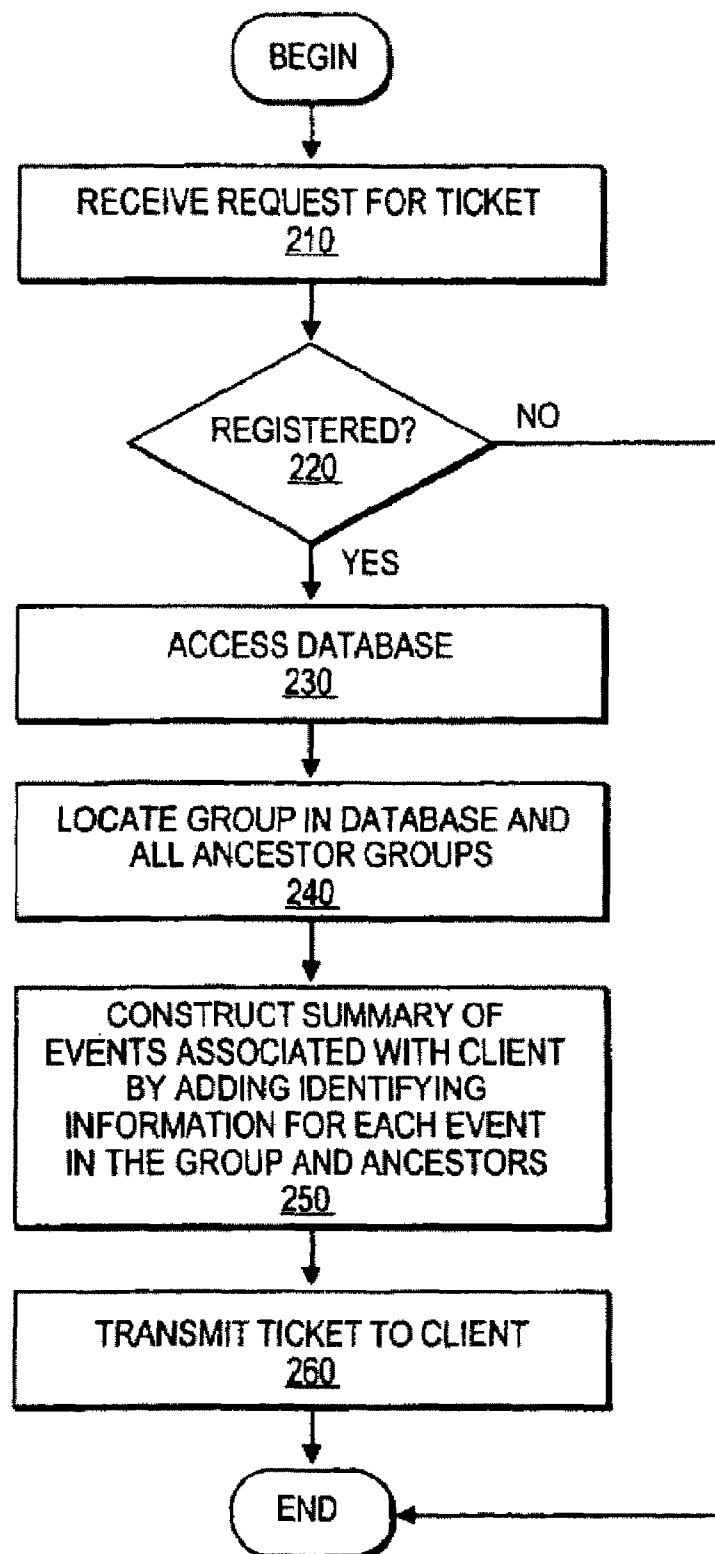 BEGIN
RECEIVE REQUEST FOR TICKET
210
REGISTERED?
220
NO
YES
ACCESS DATABASE
230
LOCATE GROUP IN DATABASE AND
ALL ANCESTOR GROUPS
240
CONSTRUCT SUMMARY OF
EVENTS ASSOCIATED WITH CLIENT
BY ADDING IDENTIFYING
INFORMATION FOR EACH EVENT
IN THE GROUP AND ANCESTORS
250
TRANSMIT TICKET TO CLIENT
260
END